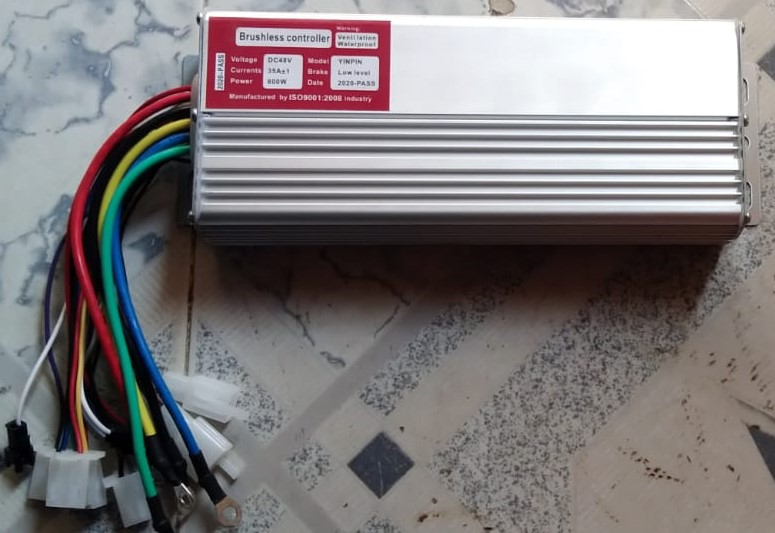 Brushless controller
Warning:
Ventilation
Waterproof
2020-PASS
Voltage DC48V Model YINPIN
Currents 35A±1 Brake Low level
Power 800W Date 2020-PASS
Manufactured by ISO9001:2008 industry